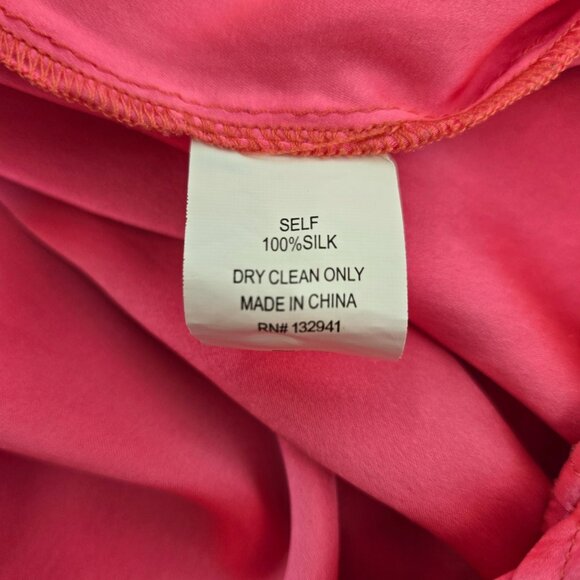 SELF
100%SILK
DRY CLEAN ONLY
MADE IN CHINA
RN# 132941